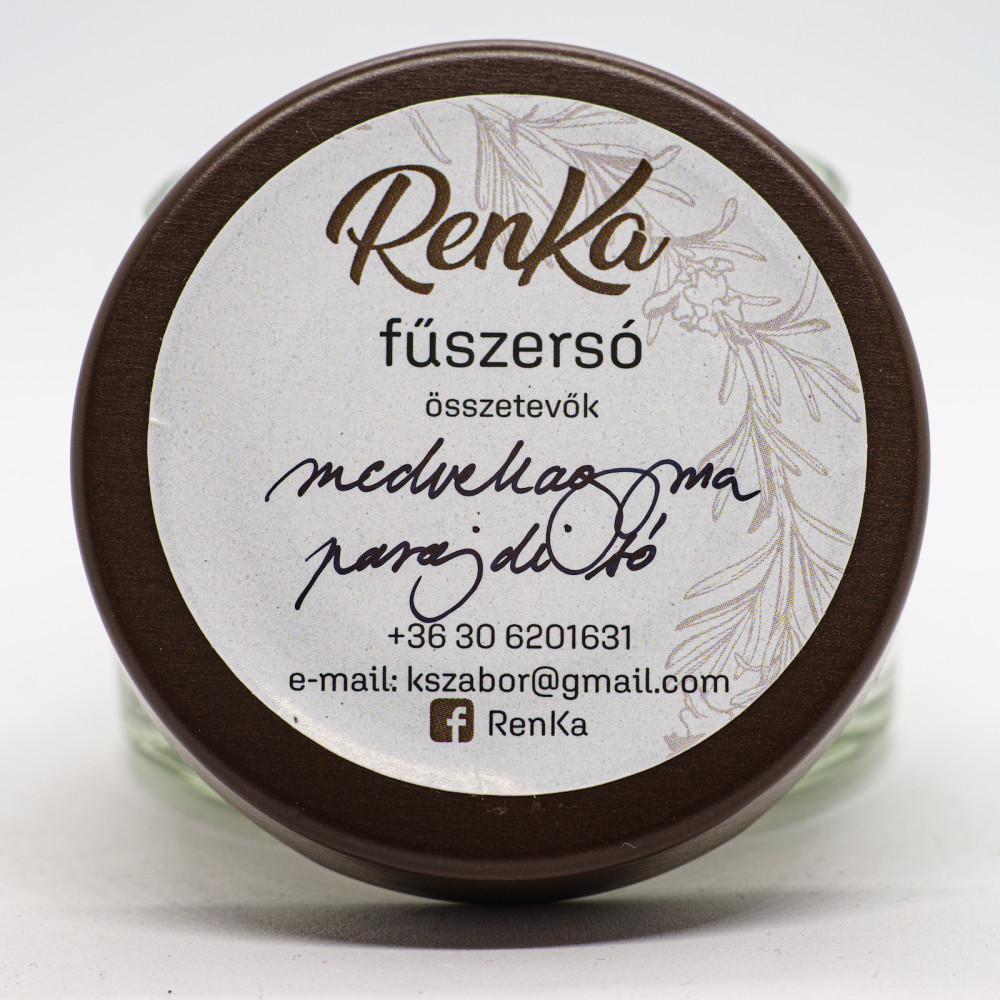 RenKa
fűszersó
összetevők
medvehagyma
parajdi só
+36 30 6201631
e-mail: kszabor@gmail.com
RenKa